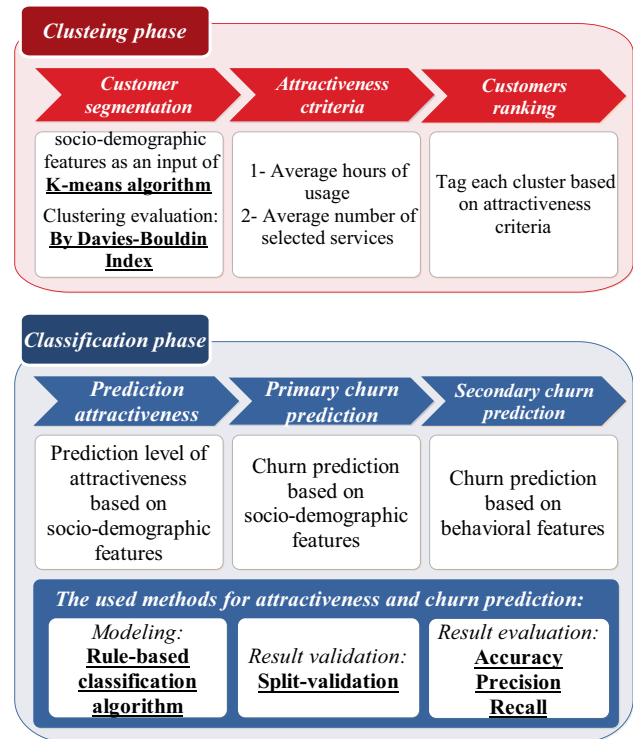 Clusteing phase
Customer
segmentation
Attractiveness
ctriteria
Customers
ranking
socio-demographic
features as an input of
K-means algorithm
Clustering evaluation:
By Davies-Bouldin
Index
1- Average hours of
usage
2- Average number of
selected services
Tag each cluster based
on attractiveness
criteria
Classification phase
Prediction
attractiveness
Primary churn
prediction
Secondary churn
prediction
Prediction level of
attractiveness
based on
socio-demographic
features
Churn prediction
based on
socio-demographic
features
Churn prediction
based on
behavioral features
The used methods for attractiveness and churn prediction:
Modeling:
Rule-based
classification
algorithm
Result validation:
Split-validation
Result evaluation:
Accuracy
Precision
Recall